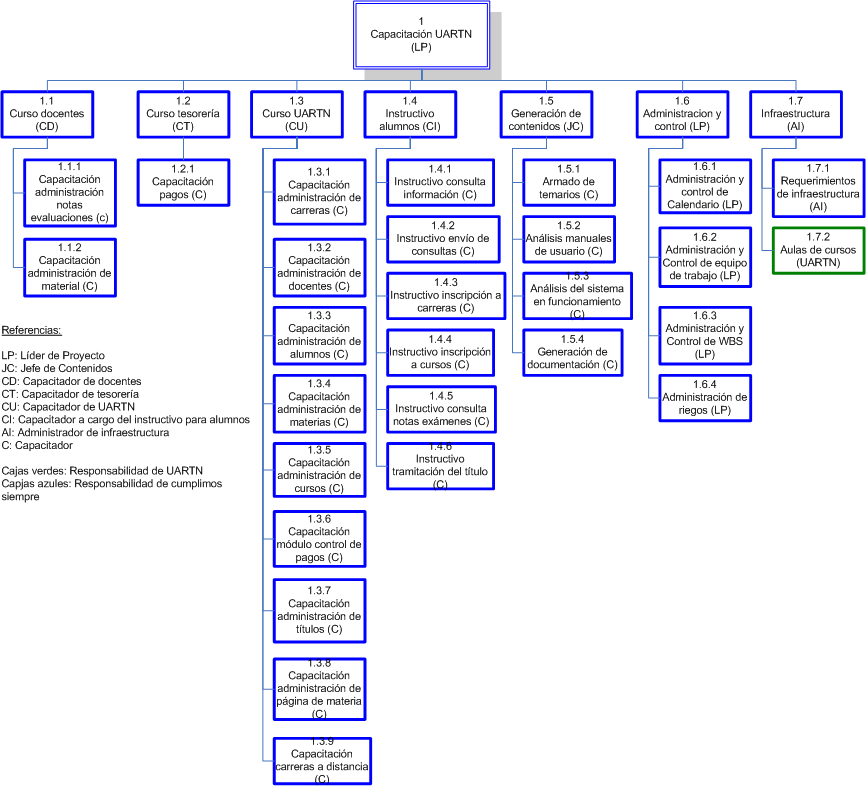 1
Capacitación UARTN
(LP)
1.1
Curso docentes
(CD)
1.2
Curso tesorería
(CT)
1.3
Curso UARTN
(CU)
1.4
Instructivo
alumnos (CI)
1.5
Generación de
contenidos (JC)
1.6
Administracion y
control (LP)
1.7
Infraestructura
(AI)
1.1.1
Capacitación
administración
notas
evaluaciones (c)
1.1.2
Capacitación
administración de
material (C)
1.2.1
Capacitación
pagos (C)
1.3.1
Capacitación
administración de
carreras (C)
1.3.2
Capacitación
administración de
docentes (C)
1.3.3
Capacitación
administración de
alumnos (C)
1.3.4
Capacitación
administración de
materias (C)
1.3.5
Capacitación
administración de
cursos (C)
1.3.6
Capacitación
módulo control de
pagos (C)
1.3.7
Capacitación
administración de
títulos (C)
1.3.8
Capacitación
administración de
página de materia
(C)
1.3.9
Capacitación
carreras a distancia
(C)
1.4.1
Instructivo consulta
información (C)
1.4.2
Instructivo envío de
consultas (C)
1.4.3
Instructivo inscripción a
carreras (C)
1.4.4
Instructivo inscripción
a cursos (C)
1.4.5
Instructivo consulta
notas exámenes (C)
1.4.6
Instructivo
tramitación del título
(C)
1.5.1
Armado de
temarios (C)
1.5.2
Análisis manuales
de usuario (C)
1.5.3
Análisis del sistema
en funcionamiento
(C)
1.5.4
Generación de
documentación (C)
1.6.1
Administración y
control de
Calendario (LP)
1.6.2
Administración y
Control de equipo
de trabajo (LP)
1.6.3
Administración y
Control de WBS
(LP)
1.6.4
Administración de
riegos (LP)
1.7.1
Requerimientos
de infraestructura
(AI)
1.7.2
Aulas de cursos
(UARTN)
Referencias:
LP: Líder de Proyecto
JC: Jefe de Contenidos
CD: Capacitador de docentes
CT: Capacitador de tesorería
CU: Capacitador de UARTN
CI: Capacitador a cargo del instructivo para alumnos
AI: Administrador de infraestructura
C: Capacitador
Cajas verdes: Responsabilidad de UARTN
Capjas azules: Responsabilidad de cumplimos
siempre